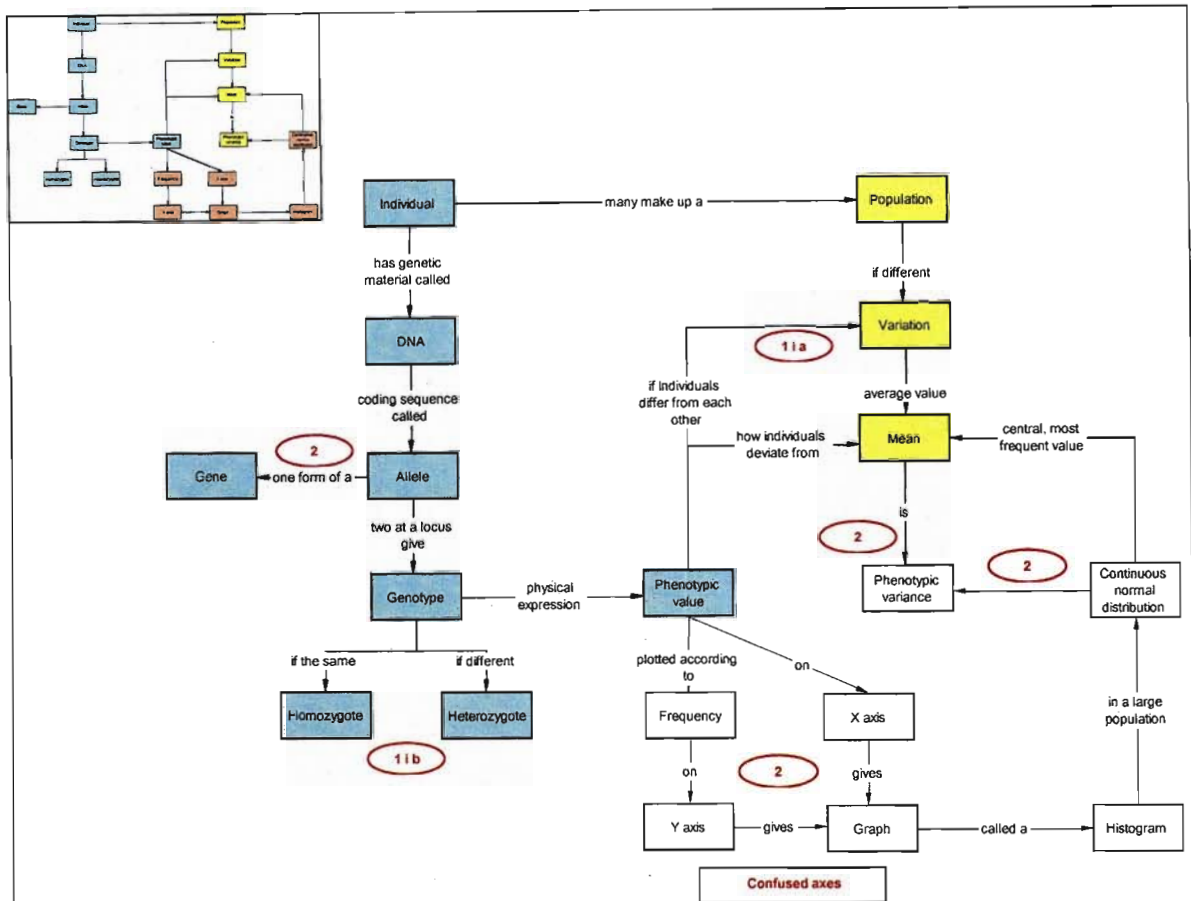 Individual
many make up a
Population
has genetic
material called
if different
DNA
Variation
1 i a
coding sequence
called
if Individuals
differ from each
other
average value
2
how individuals
deviate from
Mean
central, most
frequent value
Gene
one form of a
Allele
two at a locus
give
is
2
2
Genotype
physical
expression
Phenotypic
value
Phenotypic
variance
Continuous
normal
distribution
if the same
if different
plotted according
to
on
Homozygote
Heterozygote
Frequency
X axis
in a large
population
1 i b
on
2
gives
Y axis
gives
Graph
called a
Histogram
Confused axes